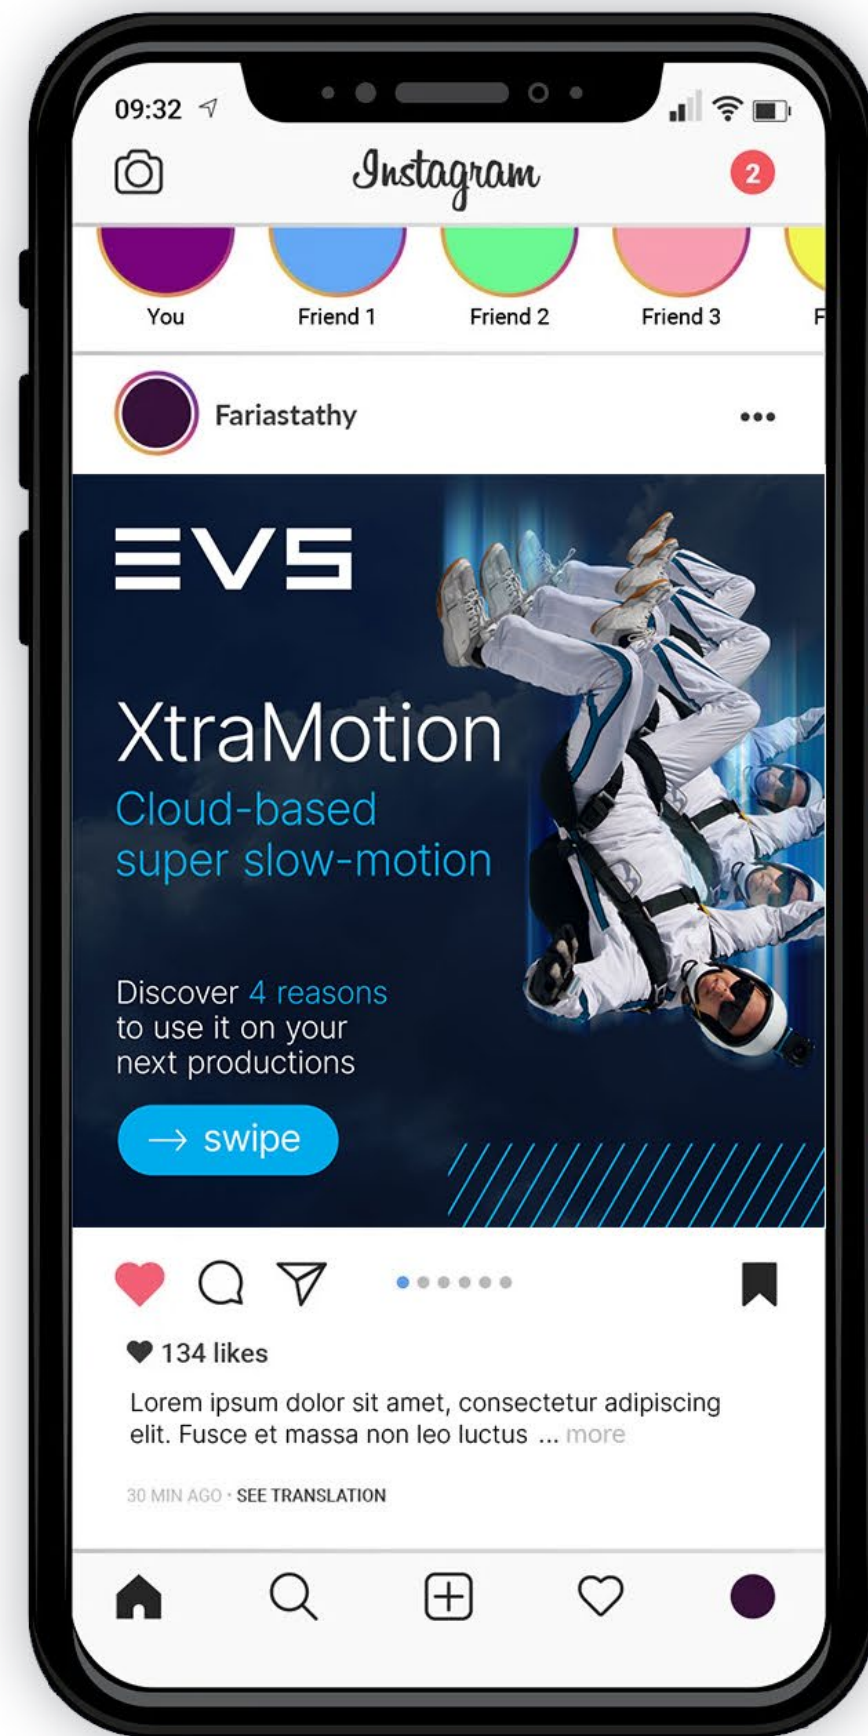 09:32
Instagram
2
You
Friend 1
Friend 2
Friend 3
F
Fariastathy
EVS
XtraMotion
Cloud-based
super slow-motion
Discover 4 reasons
to use it on your
next productions
→ swipe
134 likes
Lorem ipsum dolor sit amet, consectetur adipiscing
elit. Fusce et massa non leo luctus ... more
30 MIN AGO · SEE TRANSLATION